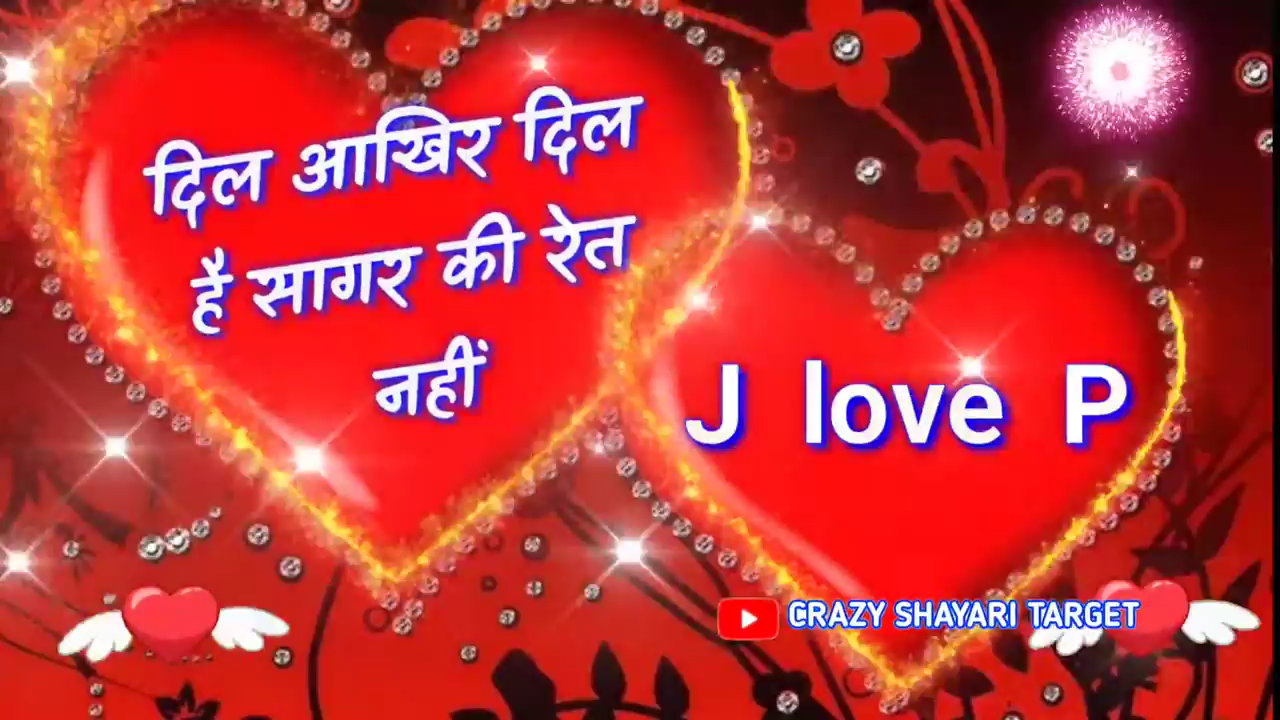 दिल आखिर दिल
है सागर की रेत
नहीं
J love P
CRAZY SHAYARI TARGET